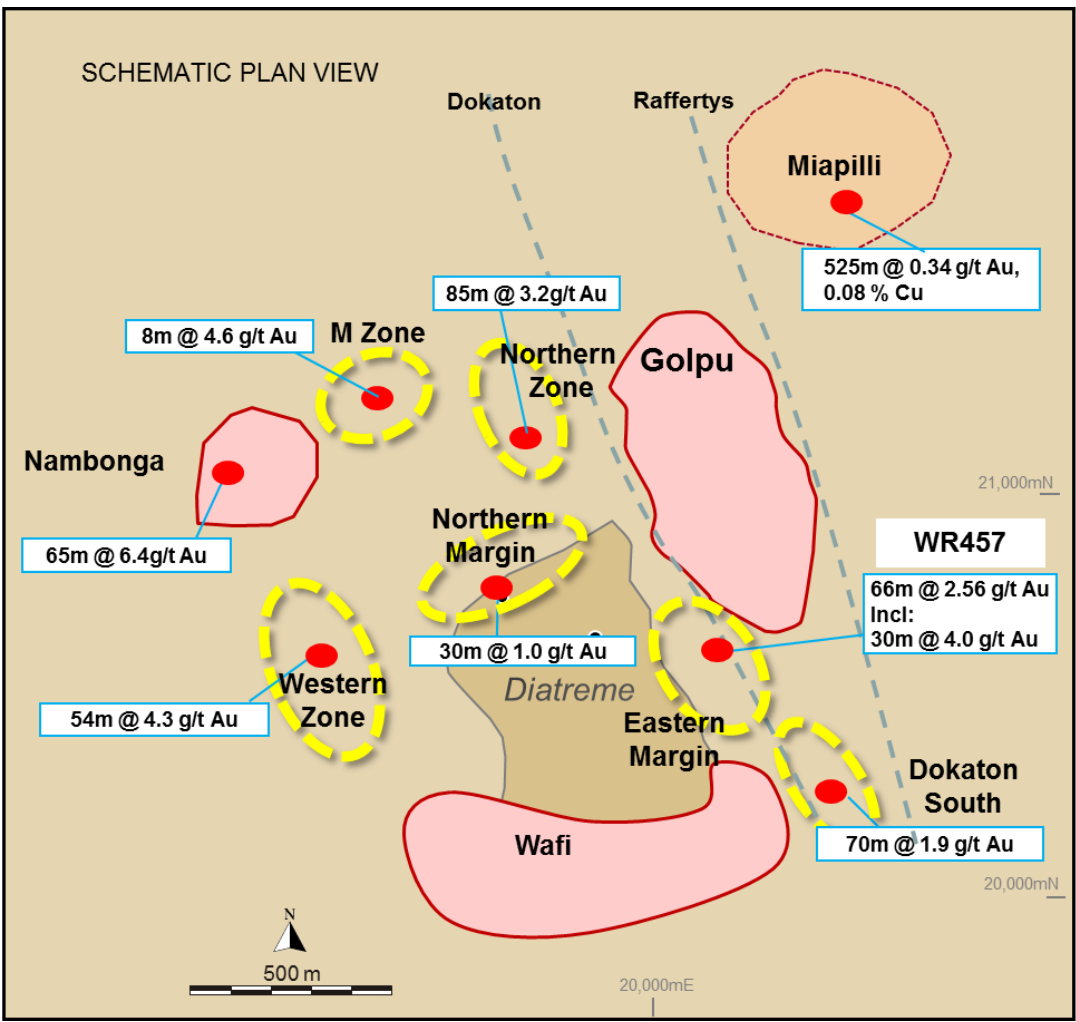 SCHEMATIC PLAN VIEW
Dokaton
Raffertys
Miapilli
525m @ 0.34 g/t Au,
0.08 % Cu
85m @ 3.2g/t Au
8m @ 4.6 g/t Au
M Zone
Northern
Zone
Golpu
Nambonga
21,000mN
65m @ 6.4g/t Au
Northern
Margin
WR457
66m @ 2.56 g/t Au
Incl:
30m @ 4.0 g/t Au
30m @ 1.0 g/t Au
Western
Zone
Diatreme
54m @ 4.3 g/t Au
Eastern
Margin
Dokaton
South
Wafi
70m @ 1.9 g/t Au
20,000mN
N
500 m
20,000mE